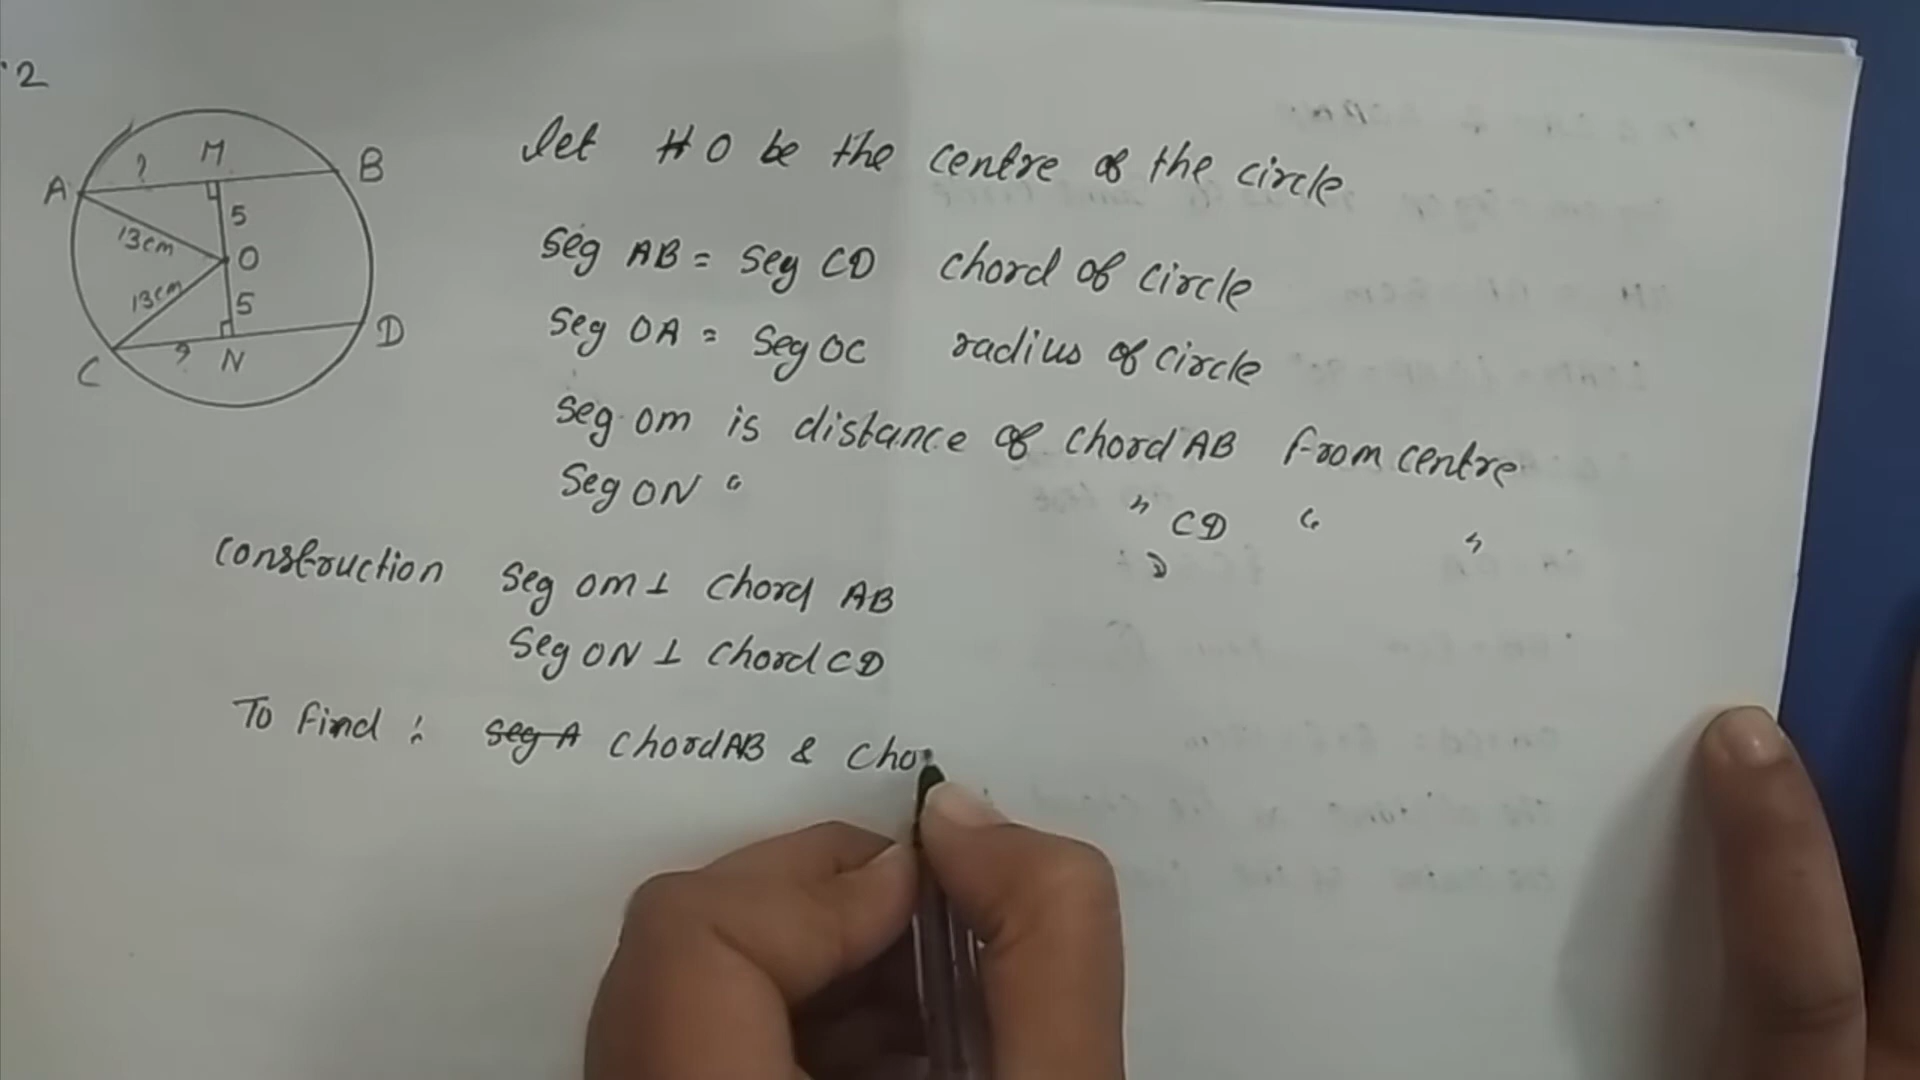 .2
A ? M B
5
13cm O
13cm 5
C ? N D
let O be the centre of the circle
seg AB = seg CD chord of circle
seg OA = seg OC radius of circle
seg om is distance of chord AB from centre
seg ON " " CD " "
construction seg om ⊥ chord AB
seg ON ⊥ chord CD
To find : seg A chord AB & cho